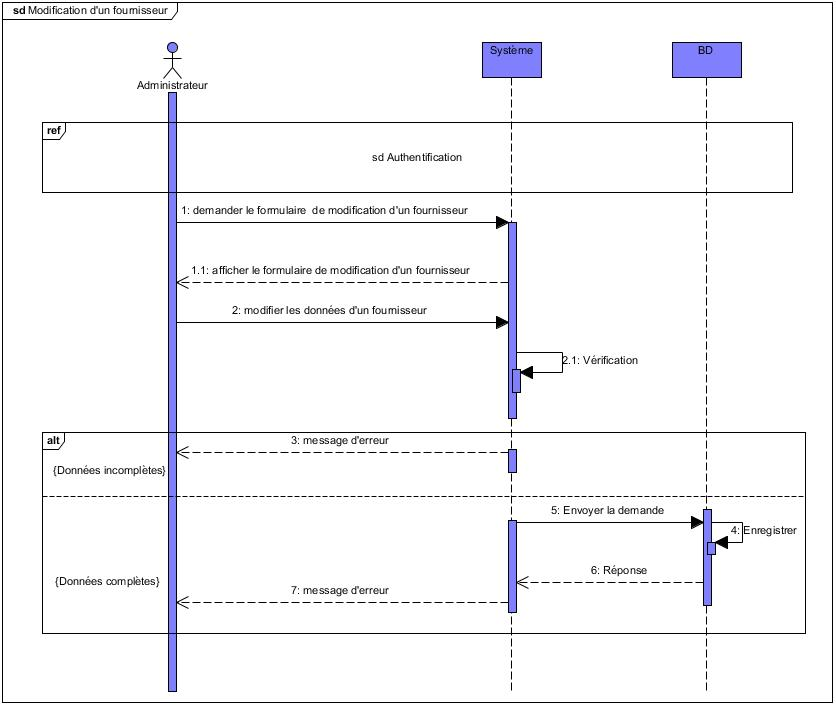 sd Modification d'un fournisseur
Système
BD
Administrateur
ref
sd Authentification
1: demander le formulaire de modification d'un fournisseur
1.1: afficher le formulaire de modification d'un fournisseur
2: modifier les données d'un fournisseur
2.1: Vérification
alt
3: message d'erreur
{Données incomplètes}
5: Envoyer la demande
4: Enregistrer
6: Réponse
{Données complètes}
7: message d'erreur